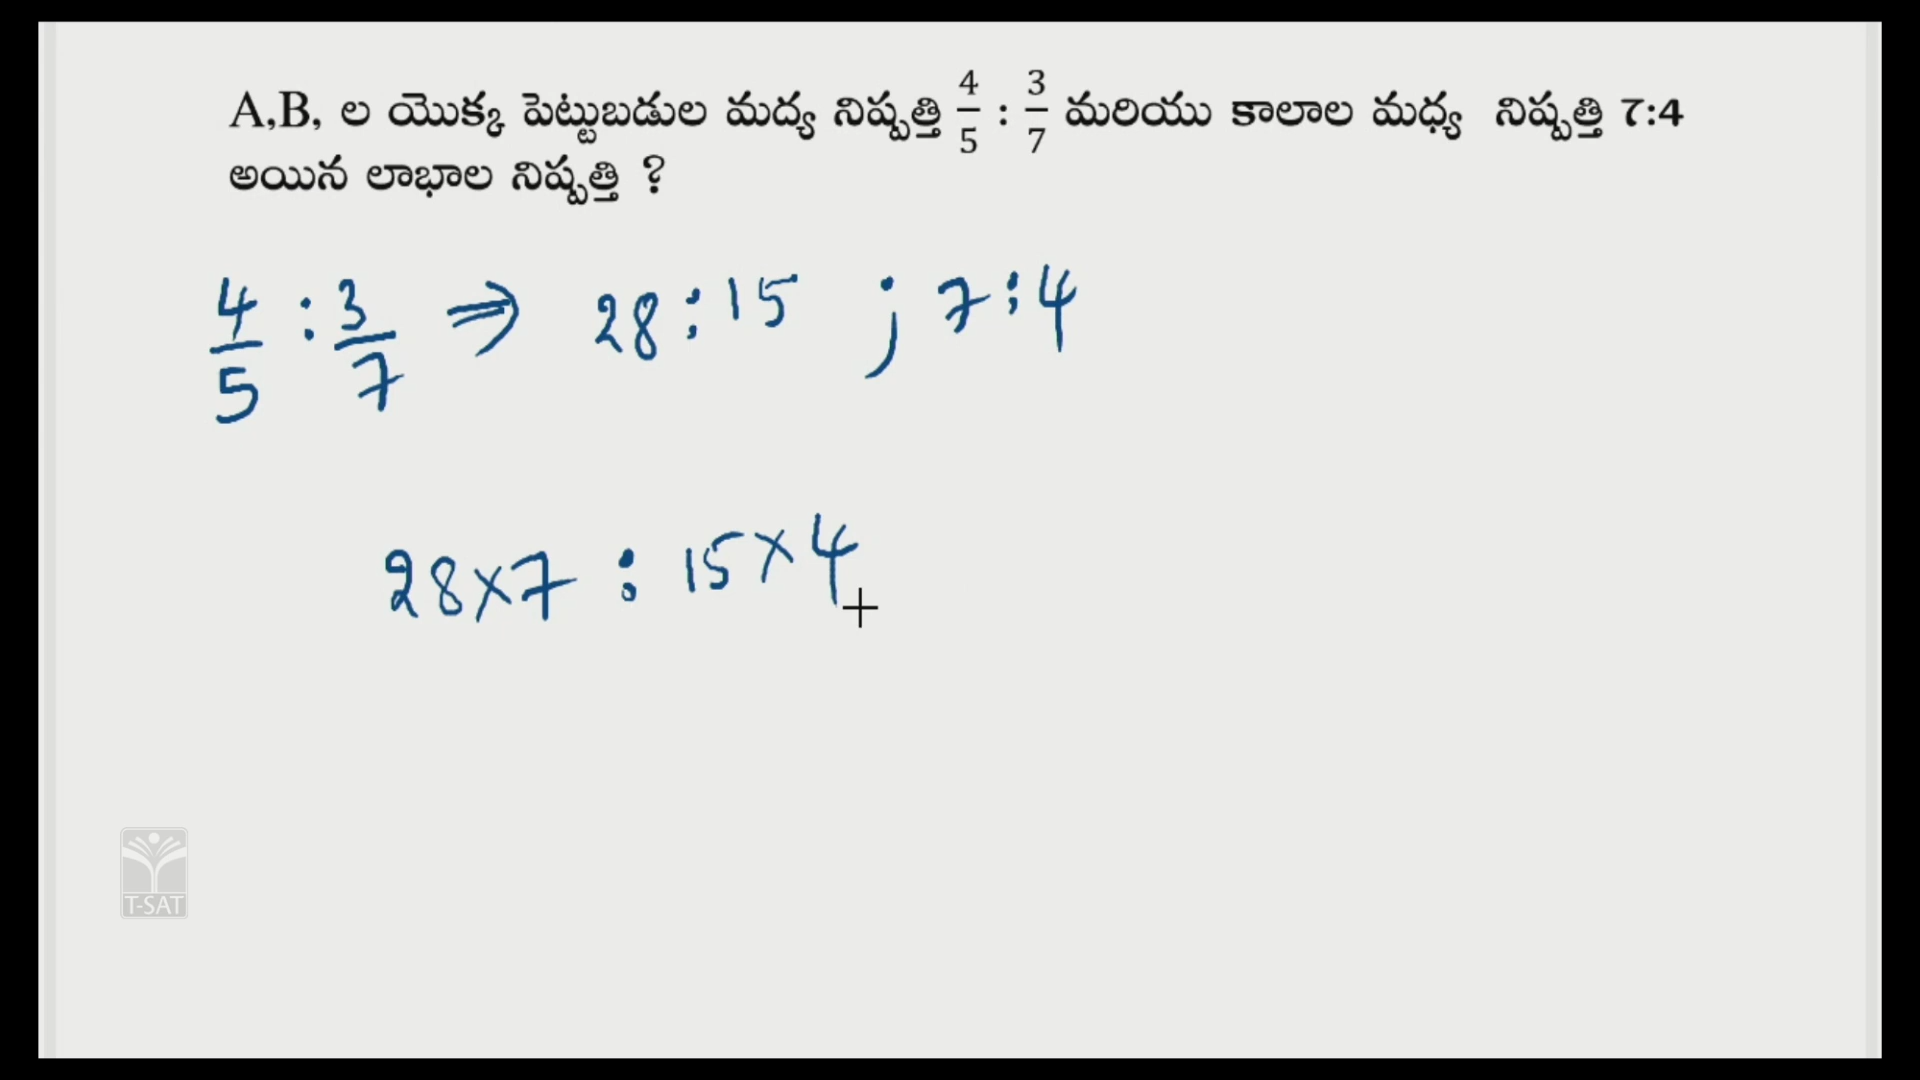 A,B, ల యొక్క పెట్టుబడుల మద్య నిష్పత్తి 4/5 : 3/7 మరియు కాలాల మధ్య నిష్పత్తి 7:4
అయిన లాభాల నిష్పత్తి ?
4/5 : 3/7 ⇒ 28 : 15 ; 7 : 4
28×7 : 15×4
T-SAT